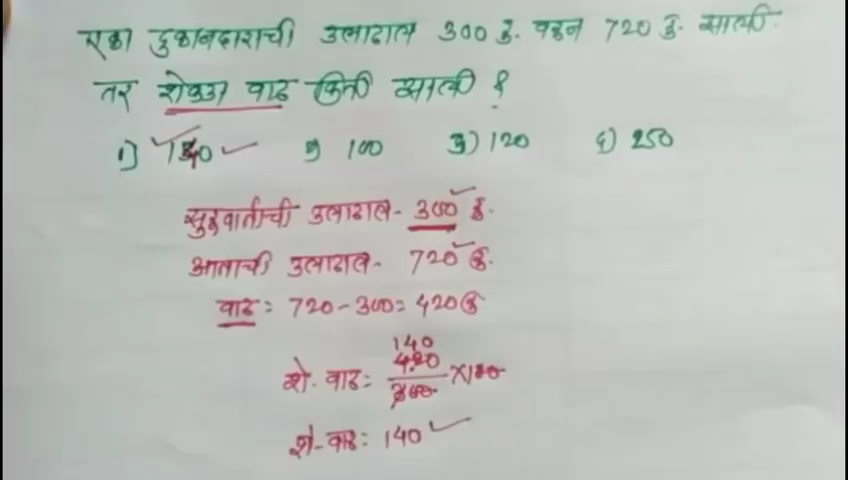 एका दुकानदाराची उलाढाल 300 रु. वरून 720 रु. झाली.
तर शेकडा वाढ किती झाली ?
1) 140 2) 100 3) 120 4) 250
सुरुवातीची उलाढाल - 300 रु.
आताची उलाढाल - 720 रु.
वाढ = 720 - 300 = 420 रु
140
शे. वाढ = 420/300 × 100
शे. वाढ = 140